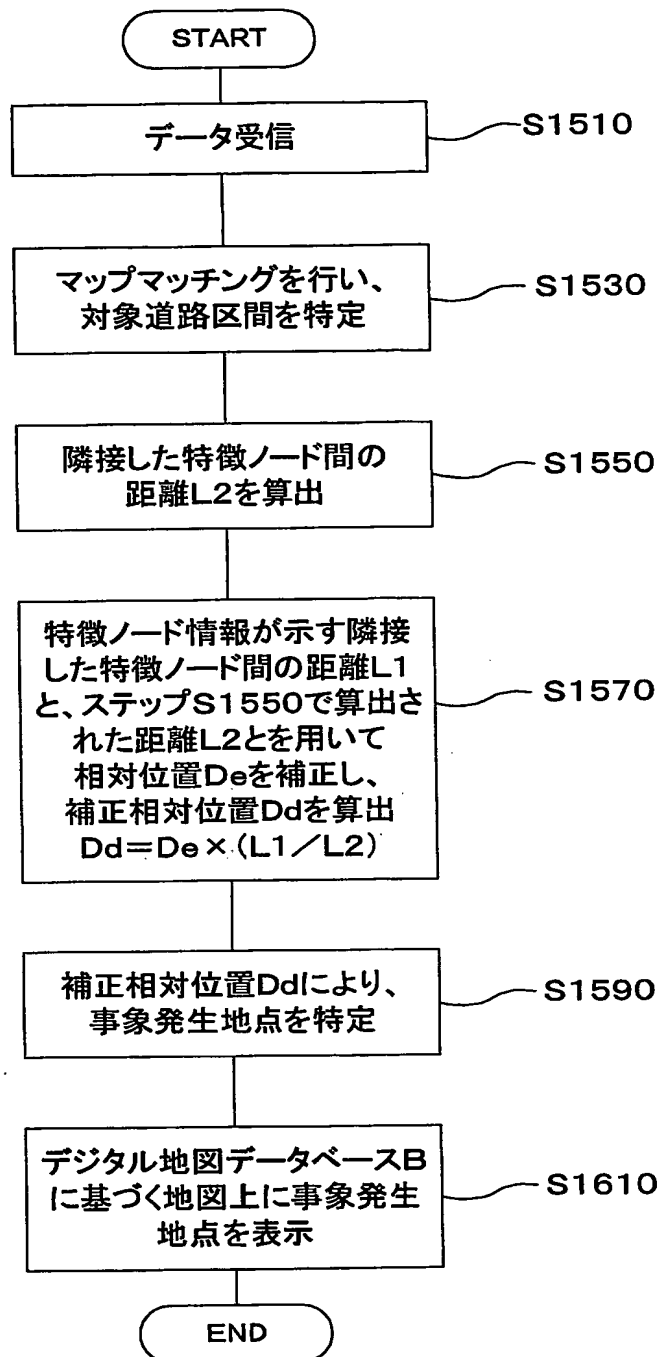 START
データ受信
S1510
マップマッチングを行い、
対象道路区間を特定
S1530
隣接した特徴ノード間の
距離L2を算出
S1550
特徴ノード情報が示す隣接
した特徴ノード間の距離L1
と、ステップS1550で算出さ
れた距離L2とを用いて
相対位置Deを補正し、
補正相対位置Ddを算出
Dd=De×(L1/L2)
S1570
補正相対位置Ddにより、
事象発生地点を特定
S1590
デジタル地図データベースB
に基づく地図上に事象発生
地点を表示
S1610
END